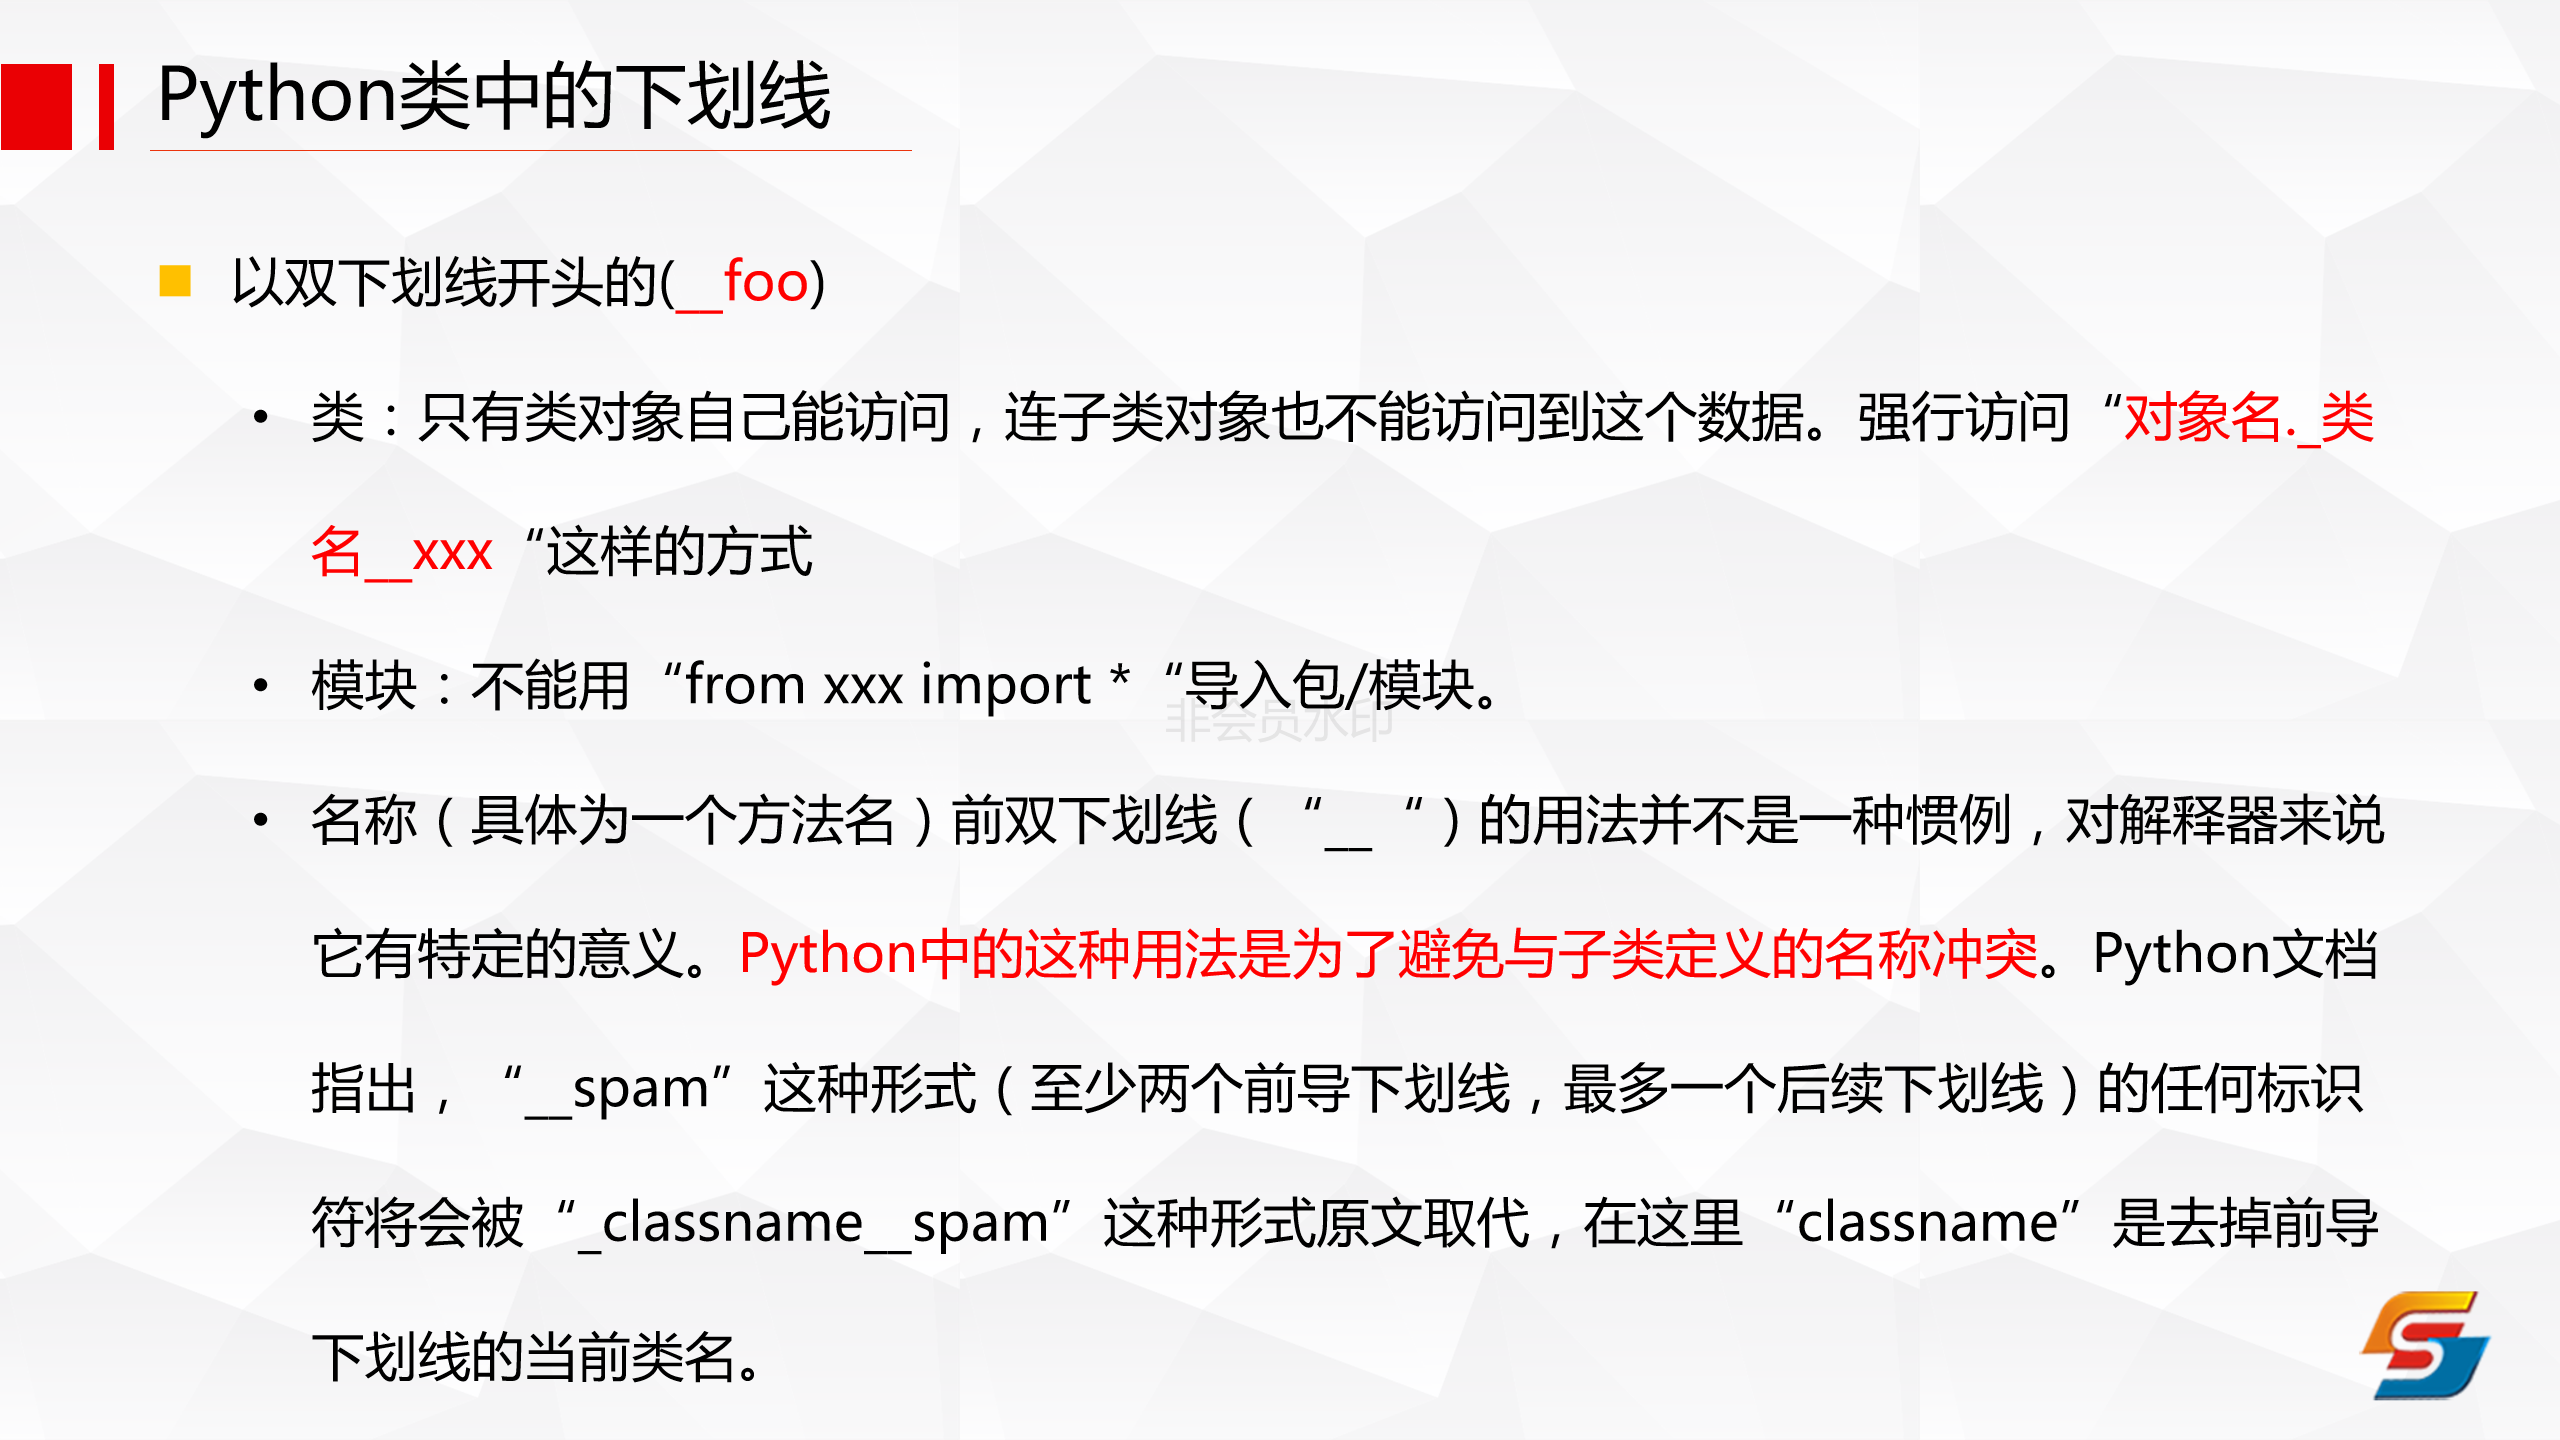 Python类中的下划线
以双下划线开头的(__foo)
• 类：只有类对象自己能访问，连子类对象也不能访问到这个数据。强行访问“对象名._类
名__xxx“这样的方式
• 模块：不能用“from xxx import *“导入包/模块。
非会员水印
• 名称（具体为一个方法名）前双下划线（“__“）的用法并不是一种惯例，对解释器来说
它有特定的意义。Python中的这种用法是为了避免与子类定义的名称冲突。Python文档
指出，“__spam”这种形式（至少两个前导下划线，最多一个后续下划线）的任何标识
符将会被“_classname__spam”这种形式原文取代，在这里“classname”是去掉前导
下划线的当前类名。